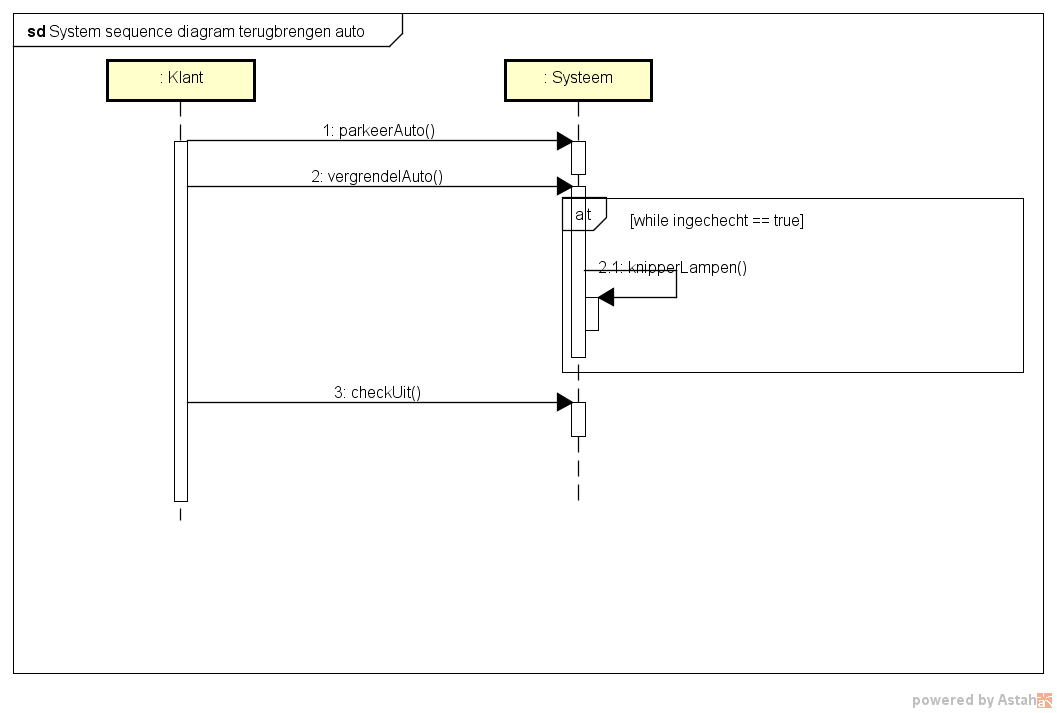 sd System sequence diagram terugbrengen auto
: Klant
: Systeem
1: parkeerAuto()
2: vergrendelAuto()
alt
[while ingechecht == true]
2.1: knipperLampen()
3: checkUit()
powered by Astah